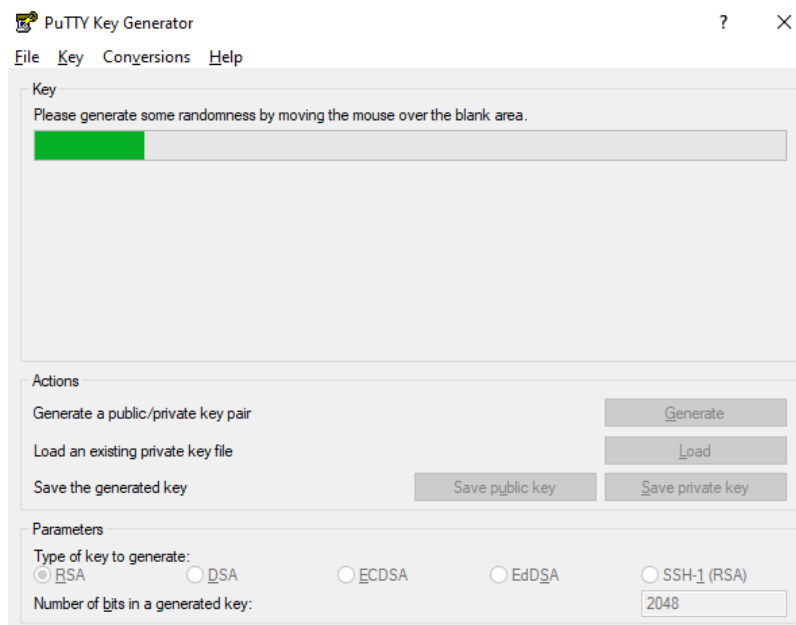 PuTTY Key Generator ?
File Key Conversions Help
Key
Please generate some randomness by moving the mouse over the blank area.
Actions
Generate a public/private key pair Generate
Load an existing private key file Load
Save the generated key Save public key Save private key
Parameters
Type of key to generate:
RSA DSA ECDSA EdDSA SSH-1 (RSA)
Number of bits in a generated key: 2048